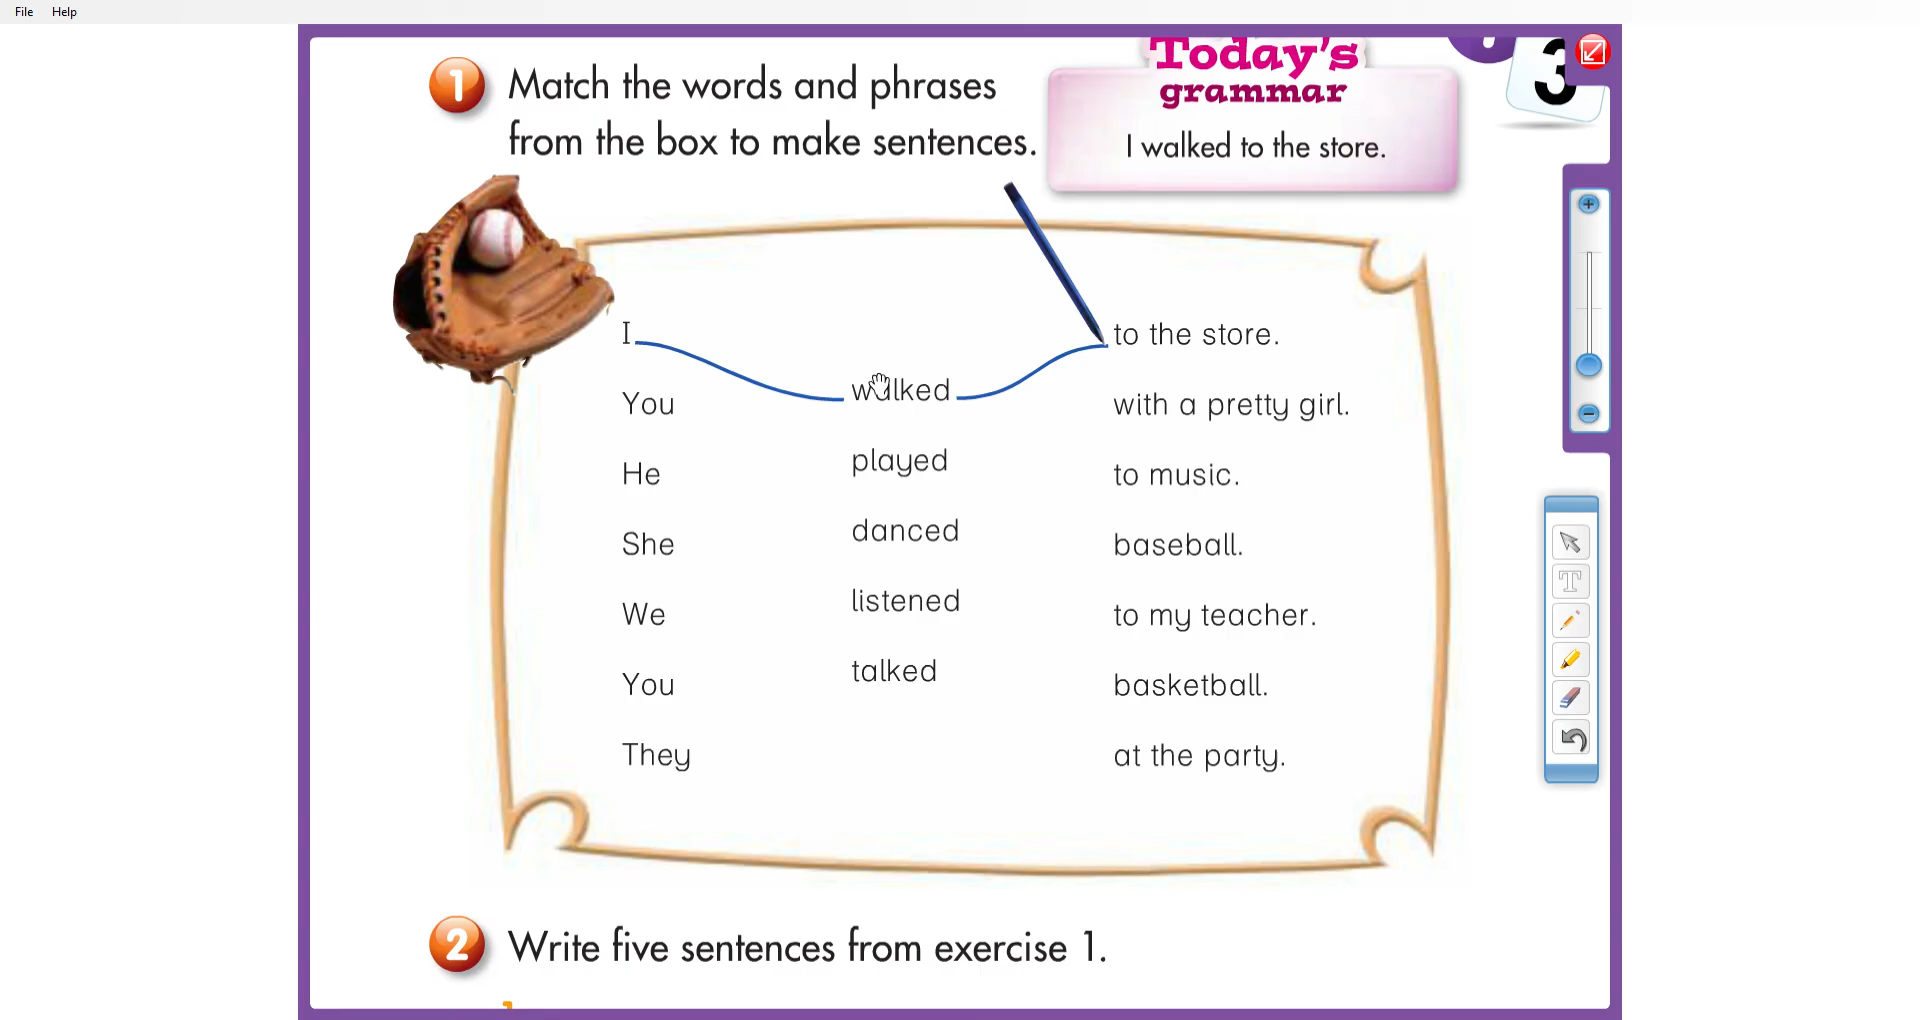 File Help
Today's
grammar
3
1 Match the words and phrases
from the box to make sentences.
I walked to the store.
I
to the store.
walked
You
with a pretty girl.
played
He
to music.
danced
She
baseball.
listened
We
to my teacher.
talked
You
basketball.
They
at the party.
2 Write five sentences from exercise 1.